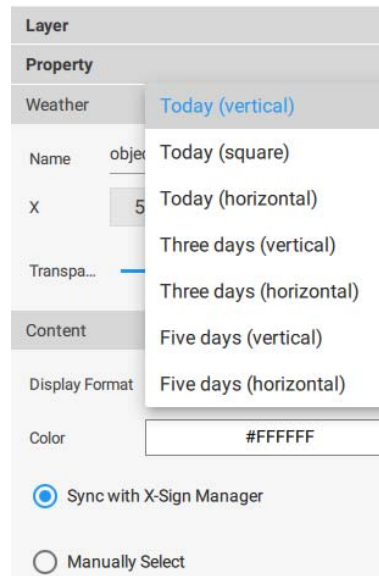 Layer
Property
Weather
Today (vertical)
Name
Today (square)
X
5
Today (horizontal)
Three days (vertical)
Transpa...
Three days (horizontal)
Content
Five days (vertical)
Display Format
Five days (horizontal)
Color
#FFFFFF
Sync with X-Sign Manager
Manually Select